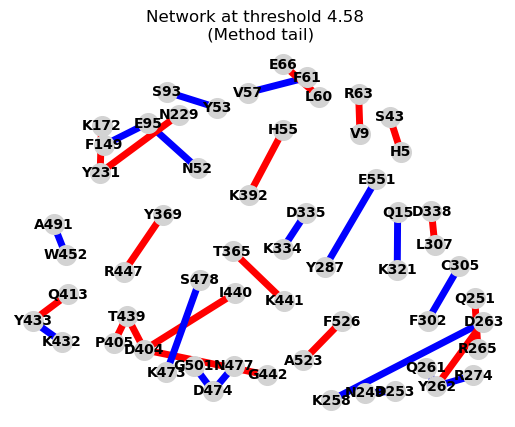 Network at threshold 4.58
(Method tail)
E66
F61
S93
V57
L60
R63
Y53
N229
S43
K172
E95
H55
V9
F149
H5
N52
Y231
E551
K392
Y369
D335
Q15
D338
A491
L307
K334
T365
W452
C305
R447
Y287
K321
S478
Q413
I440
Q251
K441
T439
Y433
F526
F302
D263
K432
P405
D404
R265
A523
G501
N477
Q261
K473
G442
R274
Y262
D474
D253
K258